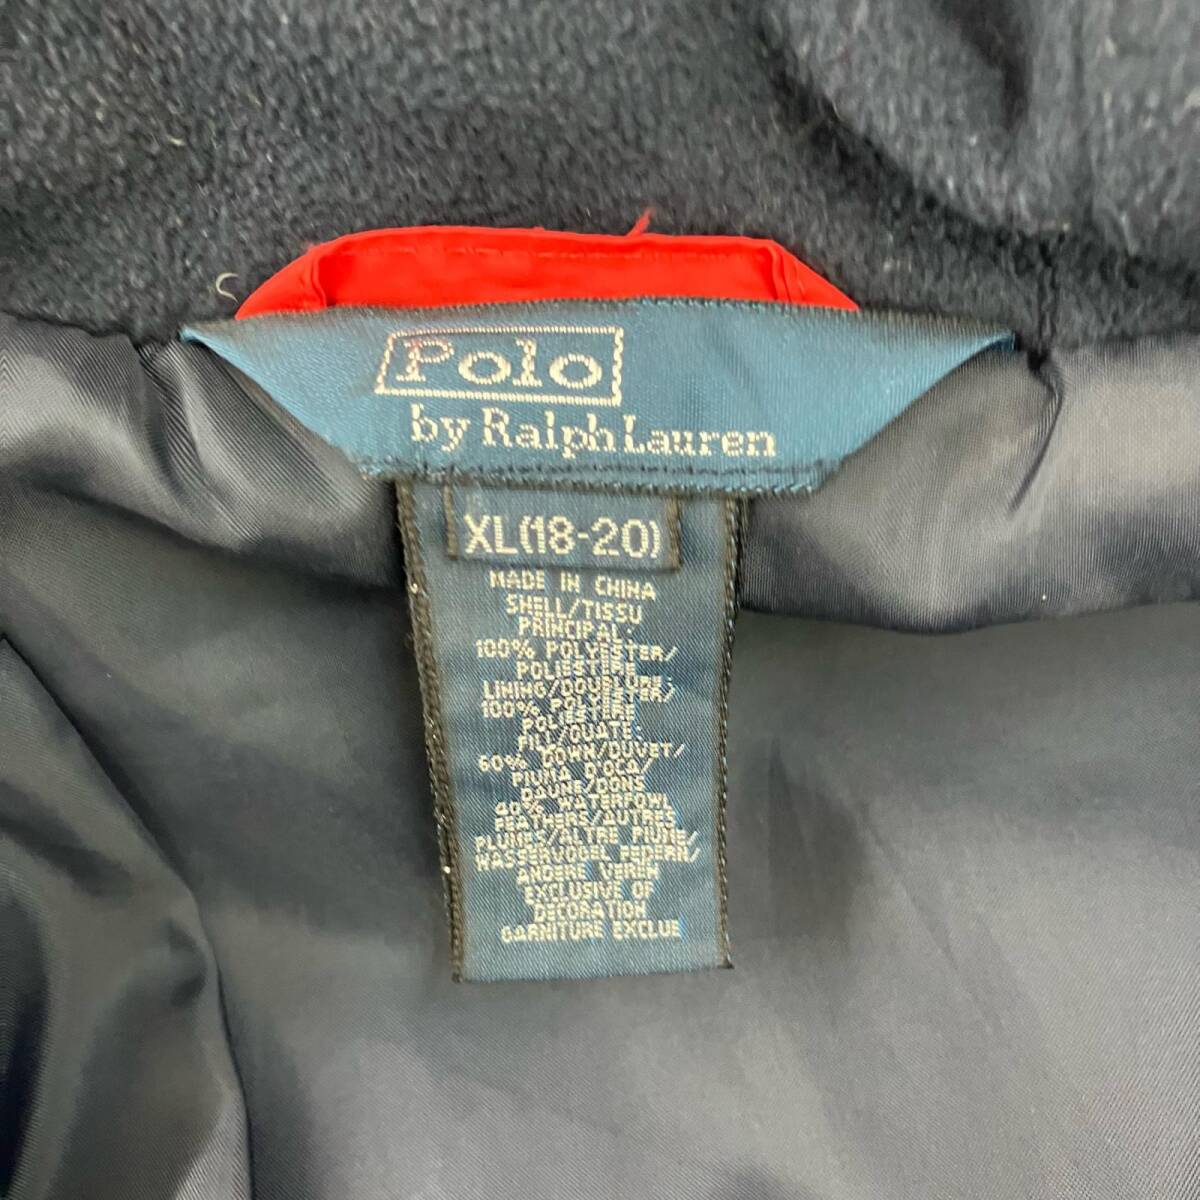 Polo
by Ralph Lauren
XL(18-20)
MADE IN CHINA
SHELL/TISSU
PRINCIPAL:
100% POLYESTER/
POLIESTERE
LINING/DOUBLURE:
100% POLYESTER/
POLIESTERE
FILL/OUATE:
60% DOWN/DUVET/
PIUMA D'OCA/
DAUNE/DONS
40% WATERFOWL
FEATHERS/AUTRES
PLUMES/ALTRE PIUME/
WASSERVOGEL FEDERN/
ANDERE VEREN
EXCLUSIVE OF
DECORATION
GARNITURE EXCLUE